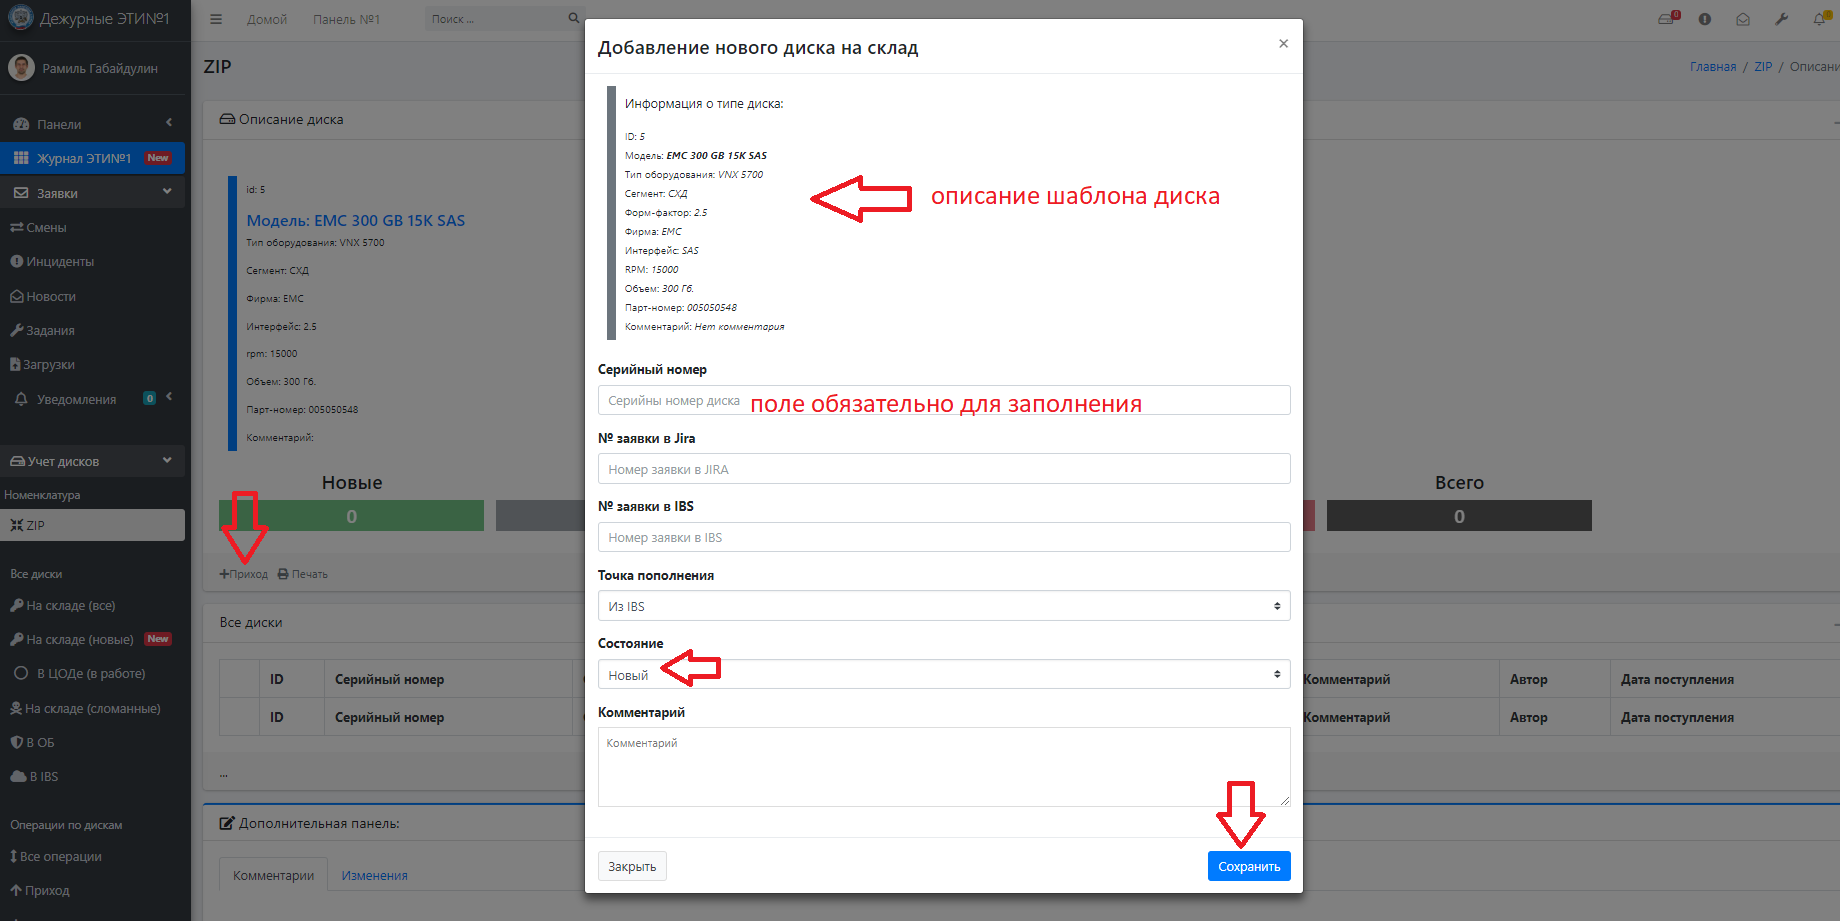 Дежурные ЭТИ№1
Домой
Панель №1
Поиск ...
0
Рамиль Габайдулин
Панели
Журнал ЭТИ№1
New
Заявки
Смены
Инциденты
Новости
Задания
Загрузки
Уведомления
0
Учет дисков
Номенклатура
ZIP
Все диски
На складе (все)
На складе (новые)
New
В ЦОДе (в работе)
На складе (сломанные)
В ОБ
В IBS
Операции по дискам
Все операции
Приход
ZIP
Главная / ZIP / Описани
Описание диска
id: 5
Модель: EMC 300 GB 15K SAS
Тип оборудования: VNX 5700
Сегмент: СХД
Фирма: EMC
Интерфейс: 2.5
rpm: 15000
Объем: 300 Гб.
Парт-номер: 005050548
Комментарий:
Новые
0
Всего
0
Приход
Печать
Все диски
ID
Серийный номер
Комментарий
Автор
Дата поступления
ID
Серийный номер
Комментарий
Автор
Дата поступления
...
Дополнительная панель:
Комментарии
Изменения
Добавление нового диска на склад
×
Информация о типе диска:
ID: 5
Модель: EMC 300 GB 15K SAS
Тип оборудования: VNX 5700
Сегмент: СХД
Форм-фактор: 2.5
Фирма: EMC
Интерфейс: SAS
RPM: 15000
Объем: 300 Гб.
Парт-номер: 005050548
Комментарий: Нет комментария
описание шаблона диска
Серийный номер
Серийны номер диска
поле обязательно для заполнения
№ заявки в Jira
Номер заявки в JIRA
№ заявки в IBS
Номер заявки в IBS
Точка пополнения
Из IBS
Состояние
Новый
Комментарий
Комментарий
Закрыть
Сохранить